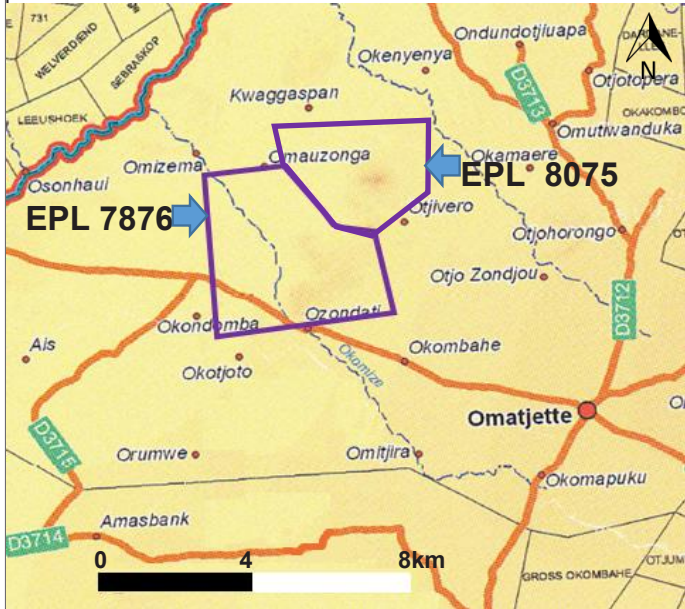 731
WELVERDIEND
SEBRASKOP
LEEUSHOEK
Ondundotjiuapa
Okenyenya
D3713
N
Otjotopera
Kwaggaspan
OKAKOMBO
Omutiwanduka
Omizema
Omauzonga
Okamaere
EPL 8075
Osonhaui
EPL 7876
Otjivero
Otjohorongo
Otjo Zondjou
Okondomba
Ozondati
D3712
Ais
Okotjoto
Okomize
Okombahe
Omatjette
D3715
Orumwe
Omitjira
Okomapuku
Amasbank
D3714
0 4 8km
GROSS OKOMBAHE
OTJUM